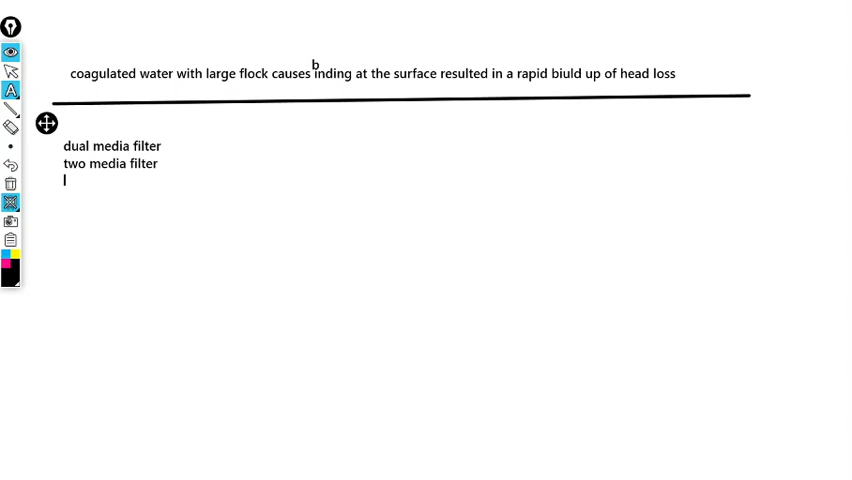 coagulated water with large flock causes binding at the surface resulted in a rapid biuld up of head loss
dual media filter
two media filter